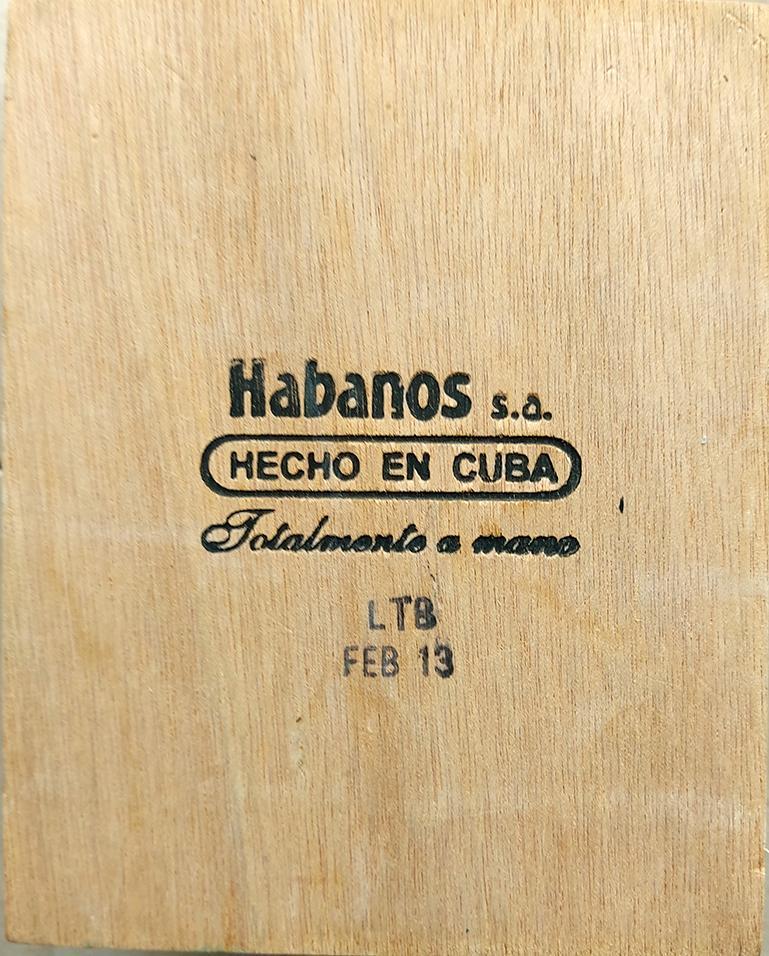 Habanos s.a.
HECHO EN CUBA
Totalmente a mano
LTB
FEB 13